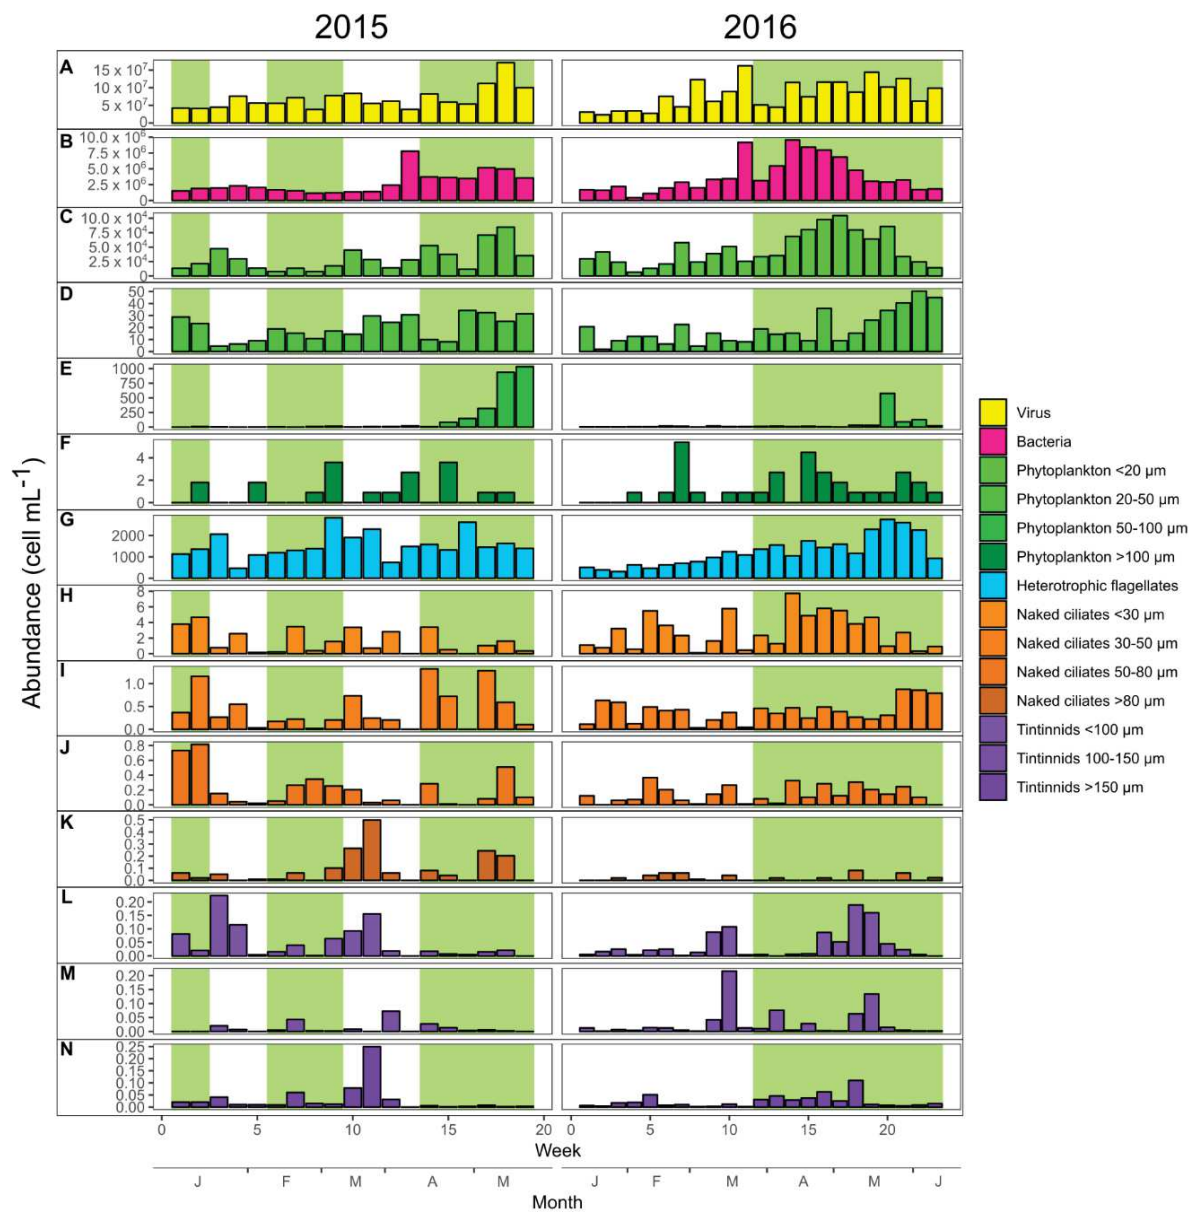 2015 2016
A
15 x 10⁷
10 x 10⁷
5 x 10⁷
0
B
10.0 x 10⁶
7.5 x 10⁶
5.0 x 10⁶
2.5 x 10⁶
0
C
10.0 x 10⁴
7.5 x 10⁴
5.0 x 10⁴
2.5 x 10⁴
0
D
50
40
30
20
10
0
E
1000
750
500
250
0
F
4
2
0
G
2000
1000
0
H
8
6
4
2
0
I
1.0
0.5
0.0
J
0.8
0.6
0.4
0.2
0.0
K
0.5
0.4
0.3
0.2
0.1
0.0
L
0.20
0.15
0.10
0.05
0.00
M
0.20
0.15
0.10
0.05
0.00
N
0.25
0.20
0.15
0.10
0.05
0.00
Abundance (cell mL⁻¹)
0 5 10 15 20 0 5 10 15 20
Week
J F M A M J F M A M J
Month
Virus
Bacteria
Phytoplankton <20 µm
Phytoplankton 20-50 µm
Phytoplankton 50-100 µm
Phytoplankton >100 µm
Heterotrophic flagellates
Naked ciliates <30 µm
Naked ciliates 30-50 µm
Naked ciliates 50-80 µm
Naked ciliates >80 µm
Tintinnids <100 µm
Tintinnids 100-150 µm
Tintinnids >150 µm